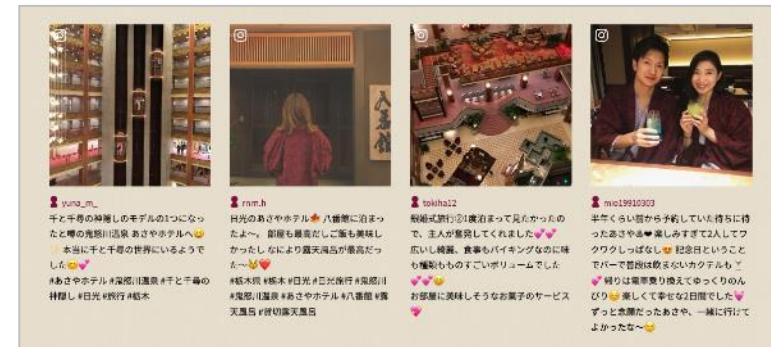 八番館
yuna_m_
千と千尋の神隠しのモデルの1つになっ
たと噂の鬼怒川温泉 あさやホテルへ😄
✨ 本当に千と千尋の世界にいるようで
した😊💕
#あさやホテル #鬼怒川温泉 #千と千尋の
神隠し #日光 #旅行 #栃木
rnm.h
日光のあさやホテル🍁 八番館に泊まっ
たよ〜。 部屋も最高だしご飯も美味し
かったし なにより露天風呂が最高だっ
た〜❤️
#栃木県 #栃木 #日光 #日光旅行 #鬼怒川
#鬼怒川温泉 #あさやホテル #八番館 #露
天風呂 #貸切露天風呂
tokiha12
銀婚式旅行②1度泊まって見たかったの
で、主人が奮発してくれました💕💕
広いし綺麗、食事もバイキングなのに味
も種類もものすごいボリュームでした
💕💕😄
お部屋に美味しそうなお菓子のサービス
💖
mio19910303
半年くらい前から予約していた待ちに待
ったあさや♨❤ 楽しみすぎて2人してワ
クワクしっぱなし😍 記念日ということ
でバーで普段は飲まないカクテルも🍸
💕 帰りは電車乗り換えてゆっくりのん
びり😊 楽しくて幸せな2日間でした💗
ずっと念願だったあさや、一緒に行けて
よかったな〜😊